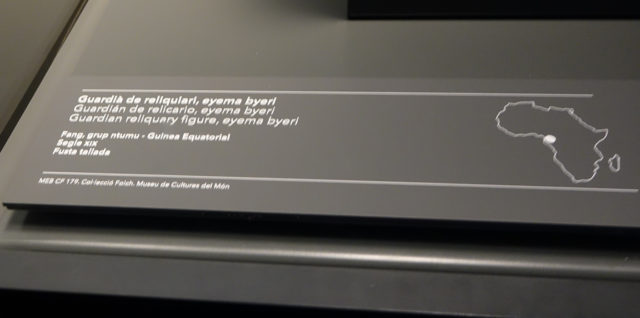 Guardià de reliquiari, eyema byeri
Guardián de relicario, eyema byeri
Guardian reliquary figure, eyema byeri
Fang, grup ntumu - Guinea Equatorial
Segle XIX
Fusta tallada
MEB CF 179. Col·lecció Folch. Museu de Cultures del Món